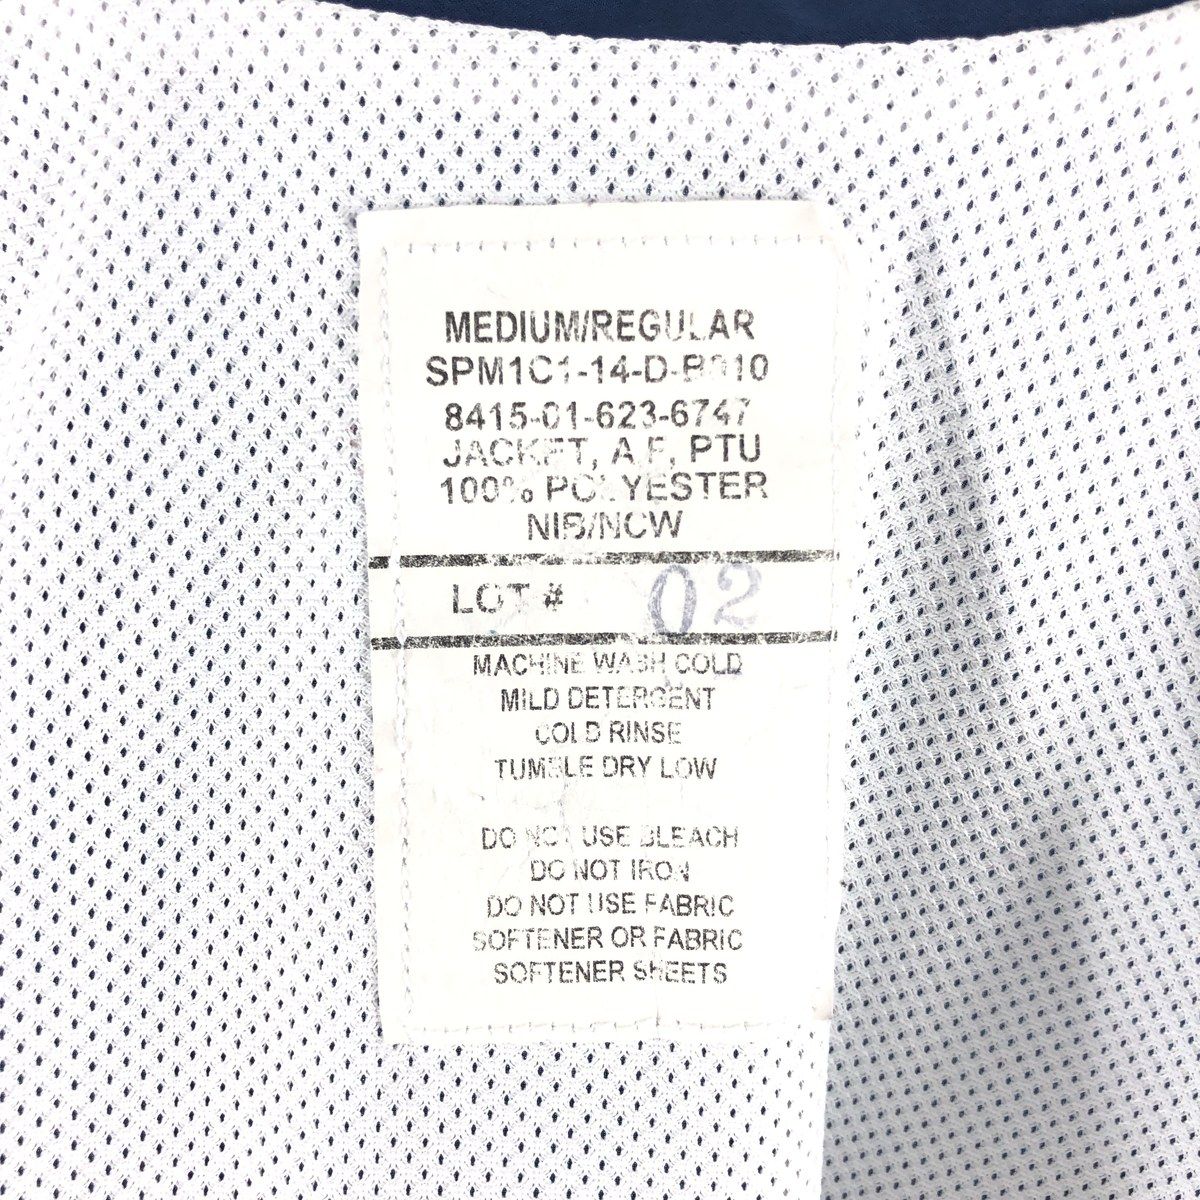 MEDIUM/REGULAR
SPM1C1-14-D-B010
8415-01-623-6747
JACKET, A F, PTU
100% POLYESTER
NIB/NCW
LOT # 02
MACHINE WASH COLD
MILD DETERGENT
COLD RINSE
TUMBLE DRY LOW
DO NOT USE BLEACH
DO NOT IRON
DO NOT USE FABRIC
SOFTENER OR FABRIC
SOFTENER SHEETS